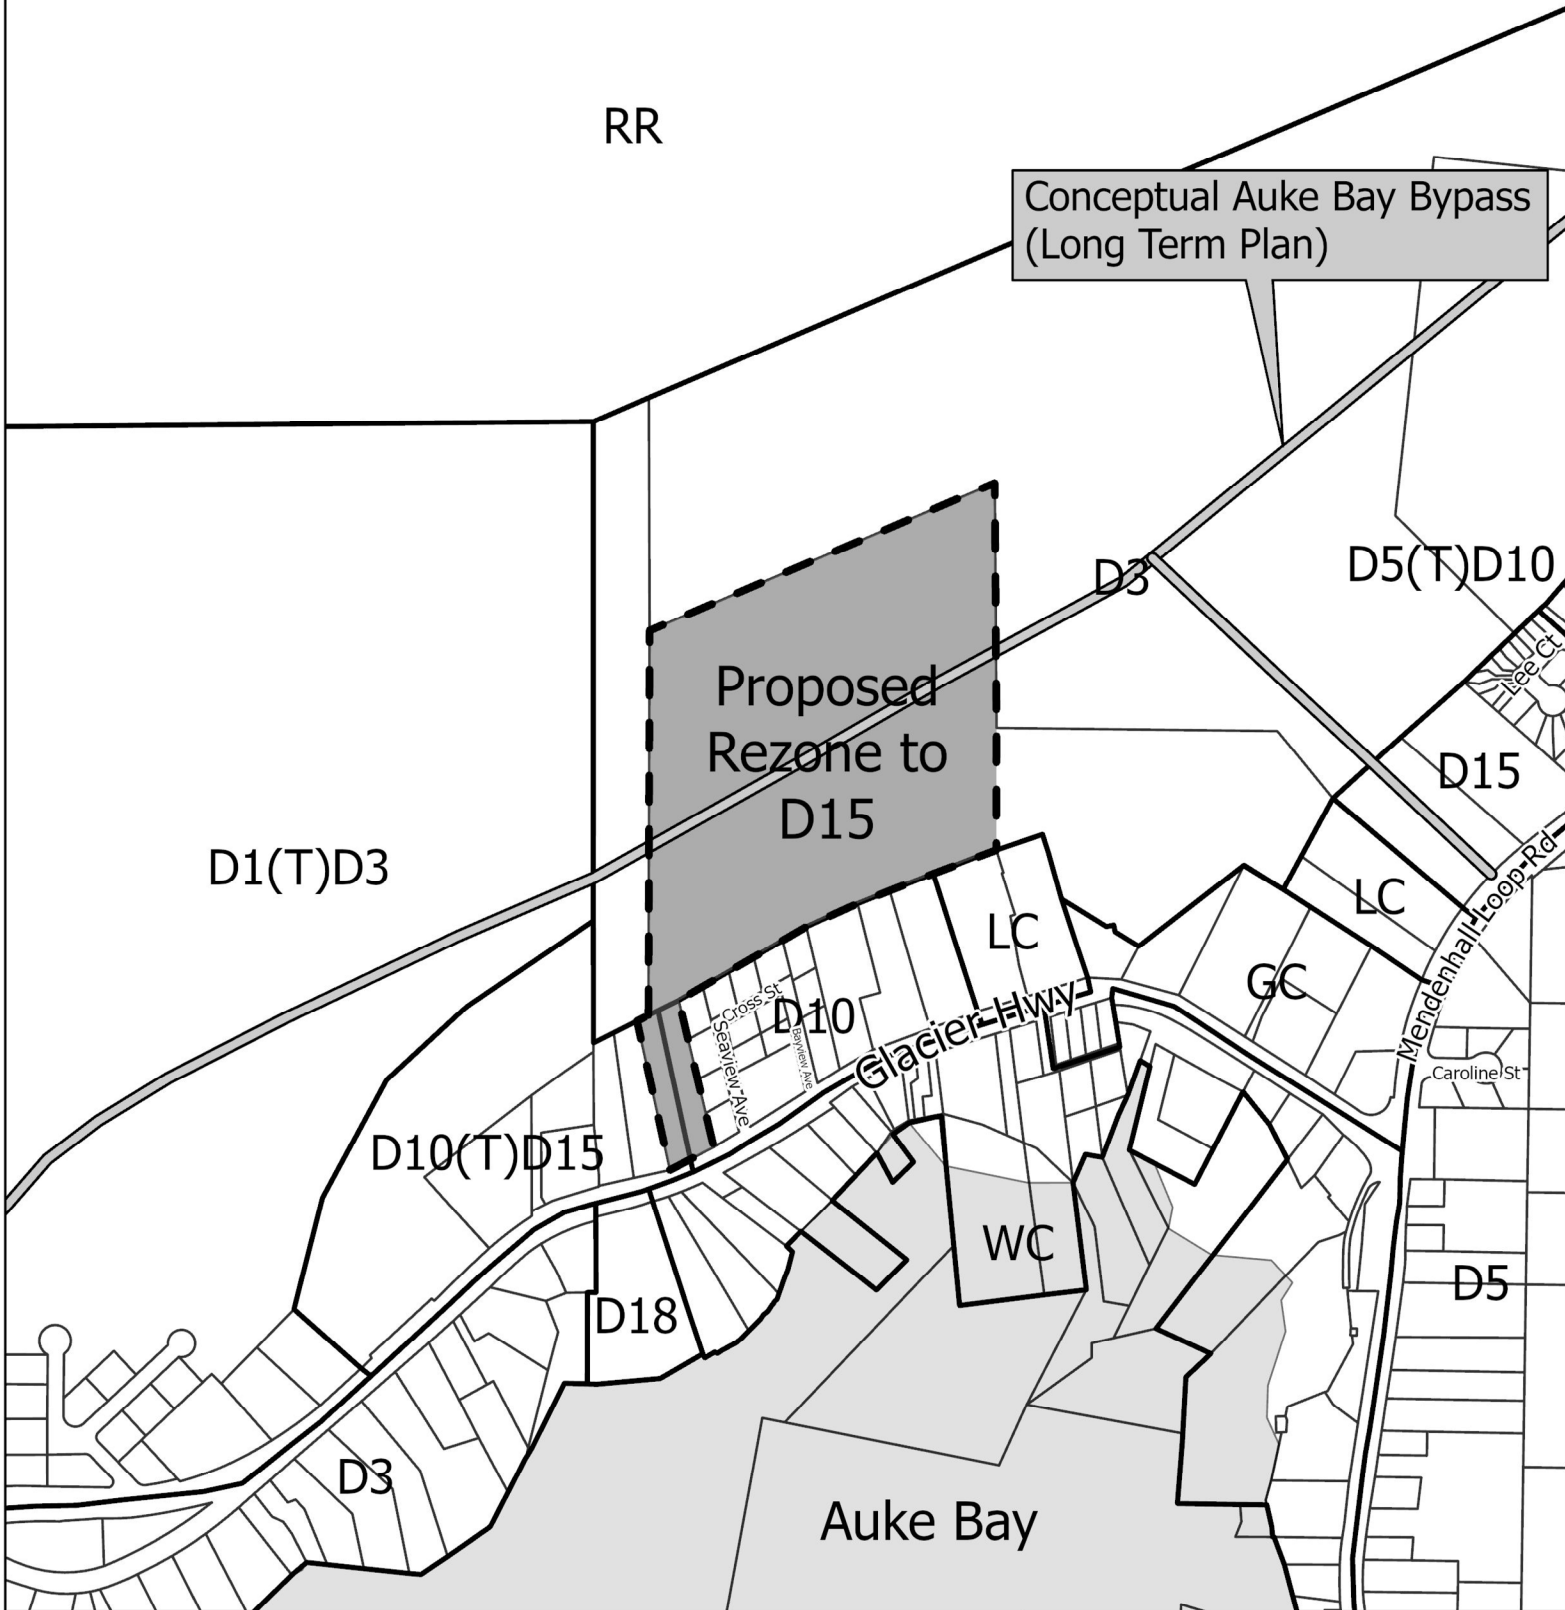 RR
Conceptual Auke Bay Bypass
(Long Term Plan)
D5(T)D10
D3
Lee Ct
Proposed
Rezone to
D15
D15
D1(T)D3
LC
LC
Mendenhall Loop Rd
GC
Cross St
D10
Seaview Ave
Bayview Ave
Glacier Hwy
Caroline St
D10(T)D15
WC
D5
D18
D3
Auke Bay